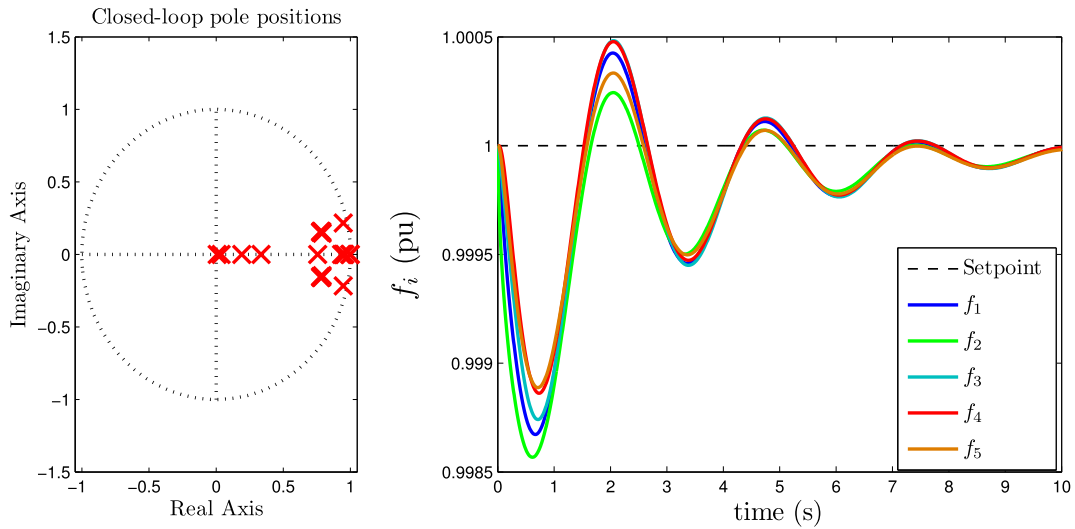 Closed-loop pole positions
1.5
1
0.5
0
−0.5
−1
−1.5
−1
−0.5
0
0.5
1
Imaginary Axis
Real Axis
1.0005
1
0.9995
0.999
0.9985
0
1
2
3
4
5
6
7
8
9
10
f_i (pu)
time (s)
Setpoint
f_1
f_2
f_3
f_4
f_5